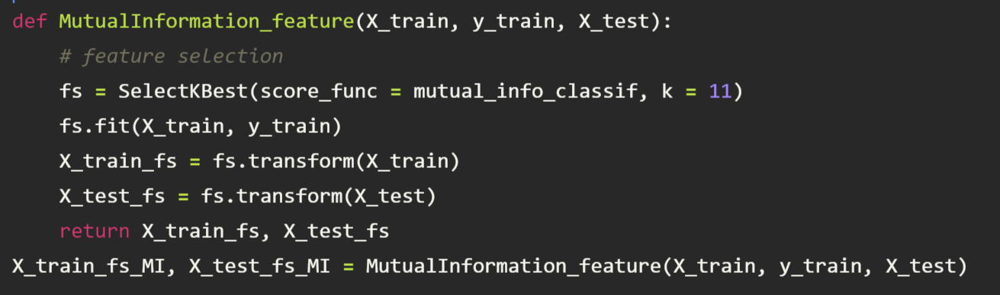 def MutualInformation_feature(X_train, y_train, X_test):
    # feature selection
    fs = SelectKBest(score_func = mutual_info_classif, k = 11)
    fs.fit(X_train, y_train)
    X_train_fs = fs.transform(X_train)
    X_test_fs = fs.transform(X_test)
    return X_train_fs, X_test_fs
X_train_fs_MI, X_test_fs_MI = MutualInformation_feature(X_train, y_train, X_test)